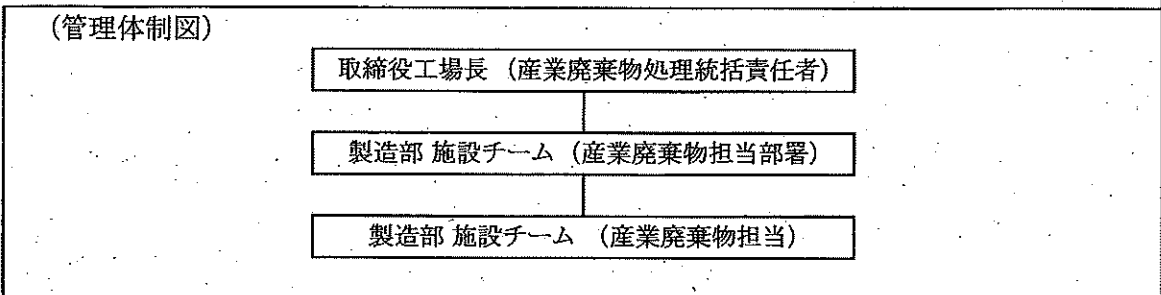 （管理体制図）
取締役工場長（産業廃棄物処理統括責任者）
製造部 施設チーム（産業廃棄物担当部署）
製造部 施設チーム （産業廃棄物担当）